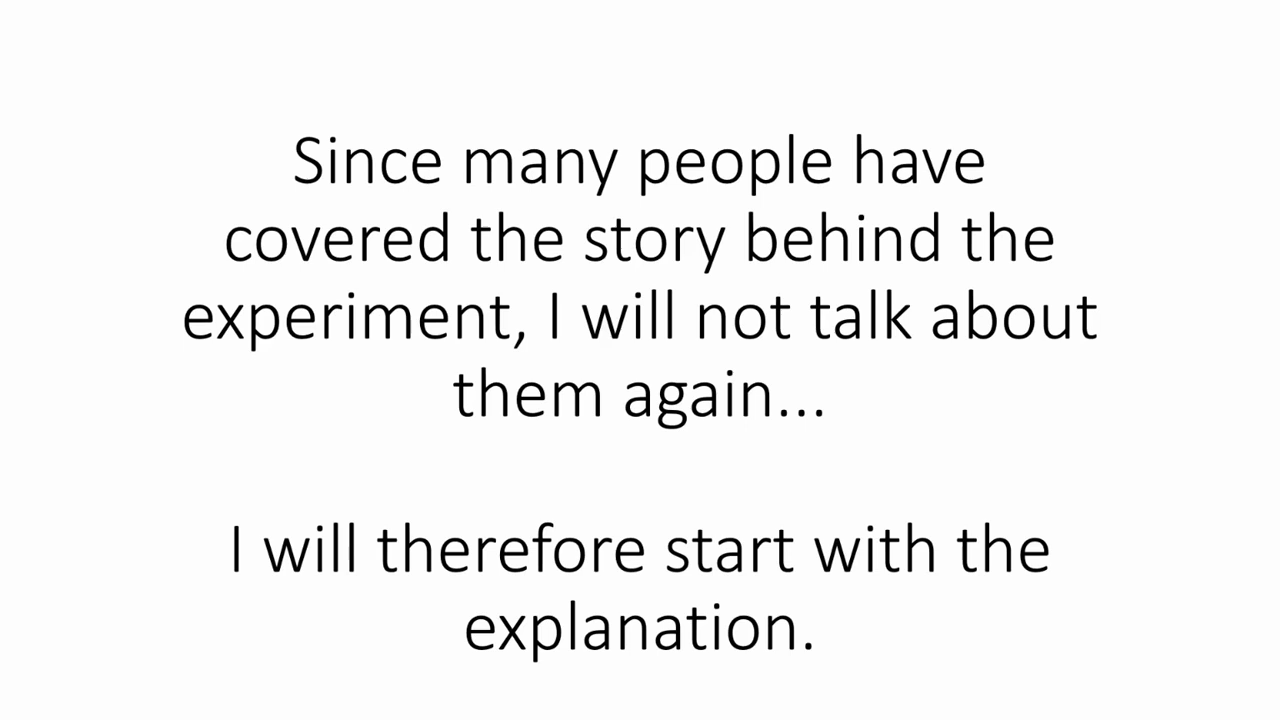 Since many people have
covered the story behind the
experiment, I will not talk about
them again...
I will therefore start with the
explanation.